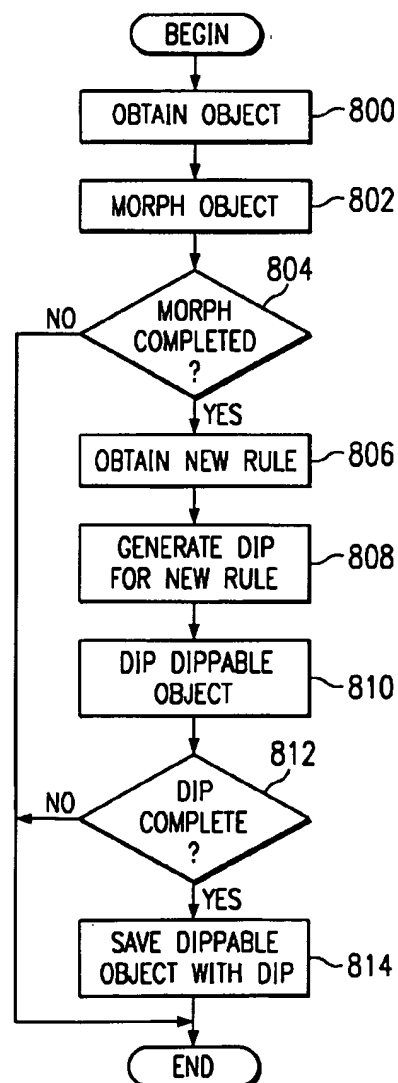 BEGIN
OBTAIN OBJECT
800
MORPH OBJECT
802
804
MORPH
COMPLETED
?
NO
YES
OBTAIN NEW RULE
806
GENERATE DIP
FOR NEW RULE
808
DIP DIPPABLE
OBJECT
810
812
DIP
COMPLETE
?
NO
YES
SAVE DIPPABLE
OBJECT WITH DIP
814
END